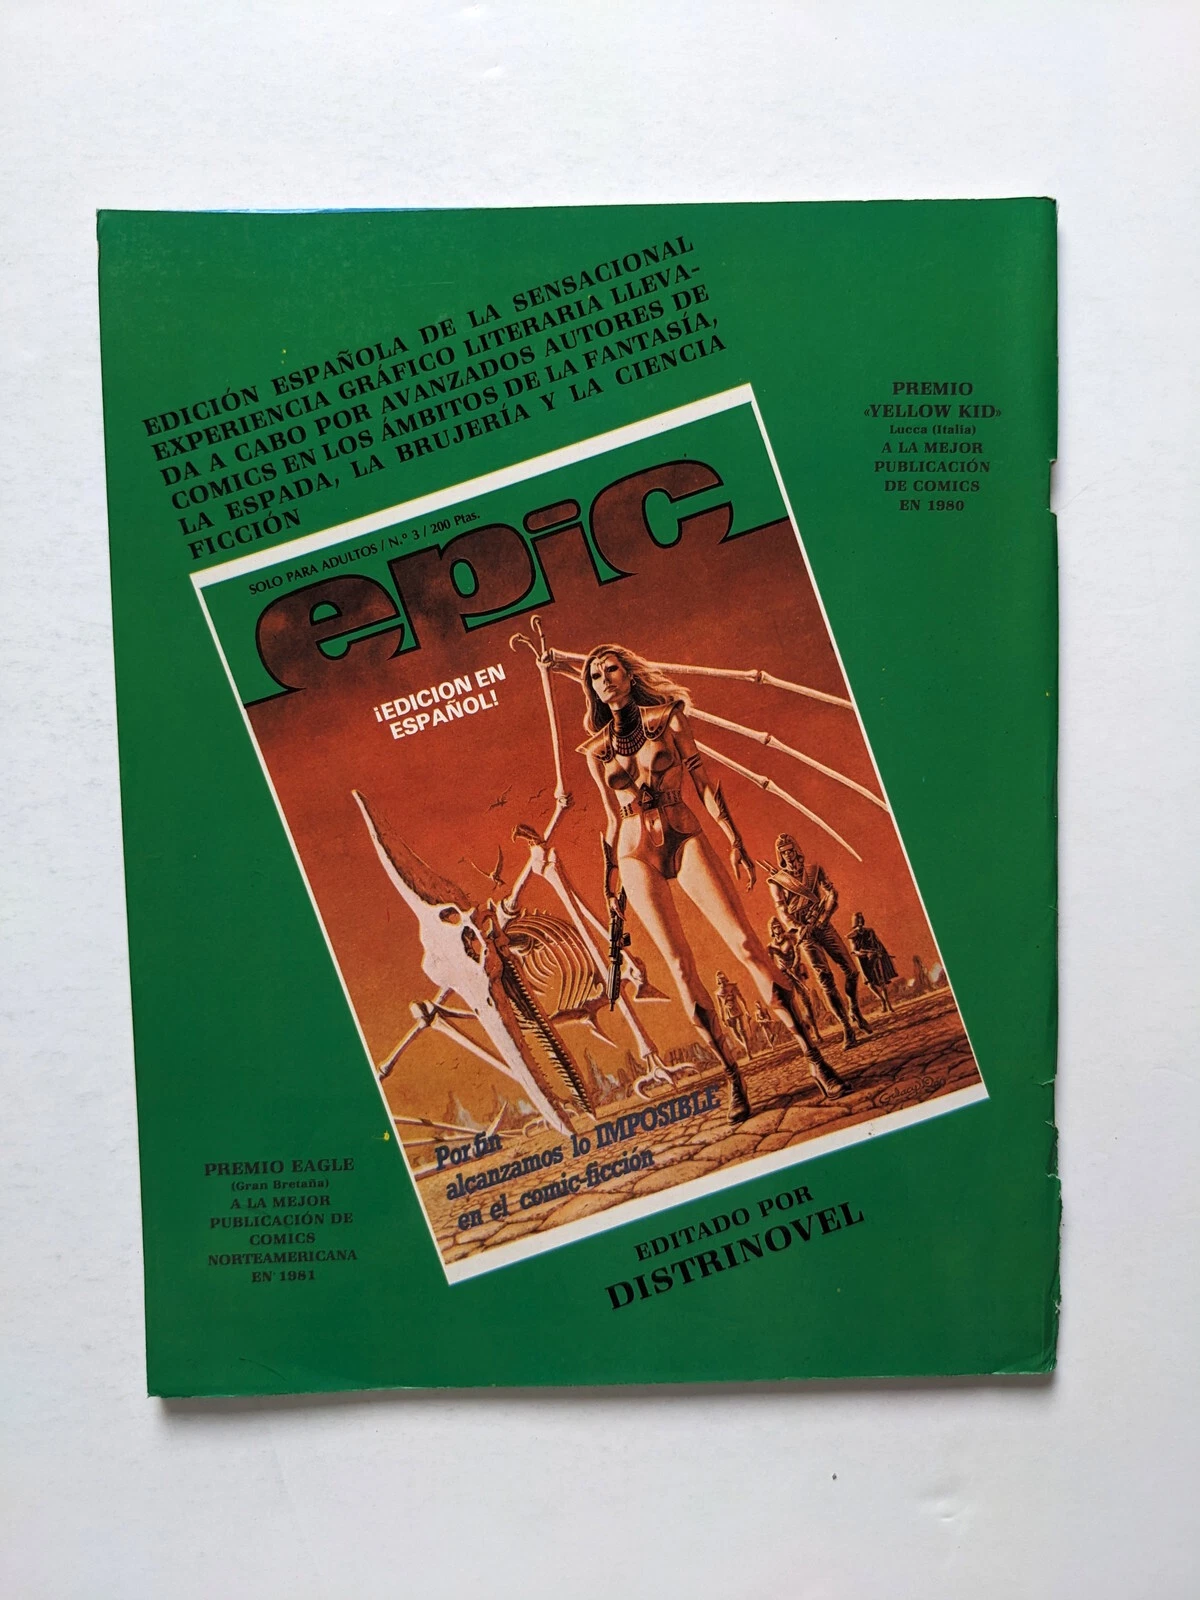 EDICIÓN ESPAÑOLA DE LA SENSACIONAL
EXPERIENCIA GRÁFICO LITERARIA LLEVA-
DA A CABO POR AVANZADOS AUTORES DE
COMICS EN LOS ÁMBITOS DE LA FANTASÍA,
LA ESPADA, LA BRUJERÍA Y LA CIENCIA
FICCIÓN
PREMIO
«YELLOW KID»
Lucca (Italia)
A LA MEJOR
PUBLICACIÓN
DE COMICS
EN 1980
SOLO PARA ADULTOS / N.º 3 / 200 Ptas.
epic
¡EDICION EN
ESPAÑOL!
Por fin
alcanzamos lo IMPOSIBLE
en el comic-ficción
PREMIO EAGLE
(Gran Bretaña)
A LA MEJOR
PUBLICACIÓN DE
COMICS
NORTEAMERICANA
EN 1981
EDITADO POR
DISTRINOVEL